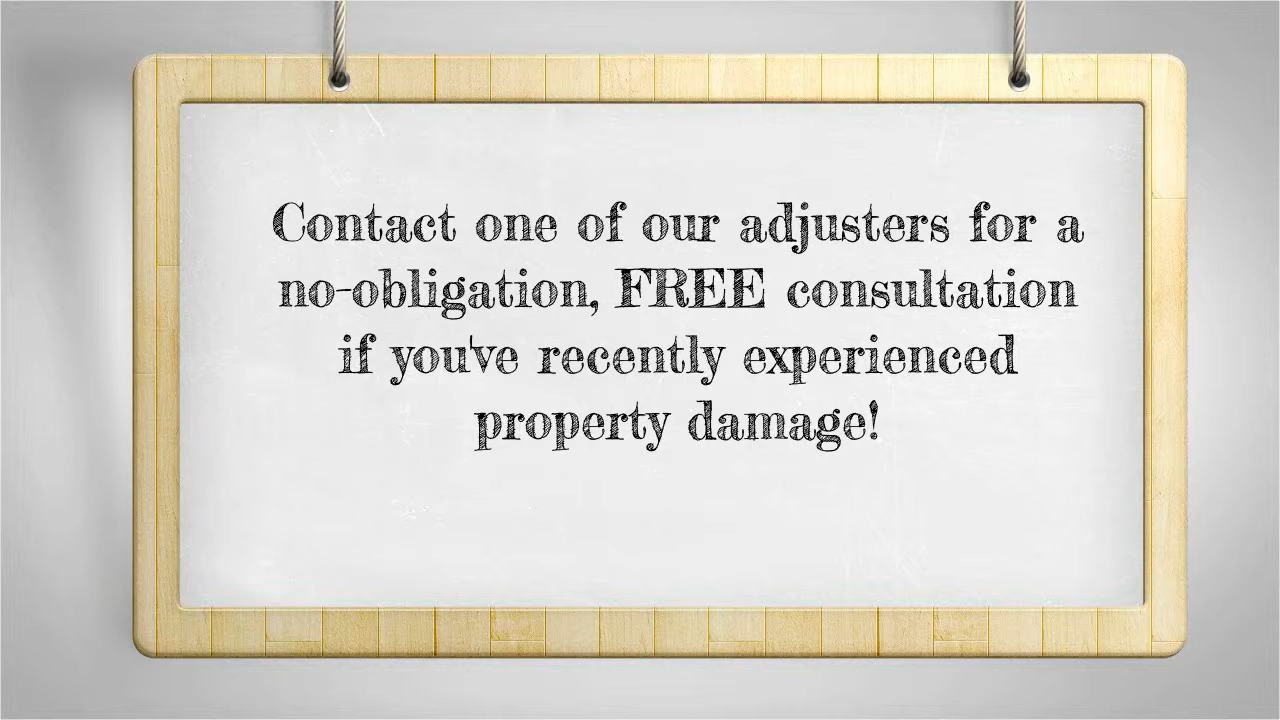 Contact one of our adjusters for a
no-obligation, FREE consultation
if you've recently experienced
property damage!